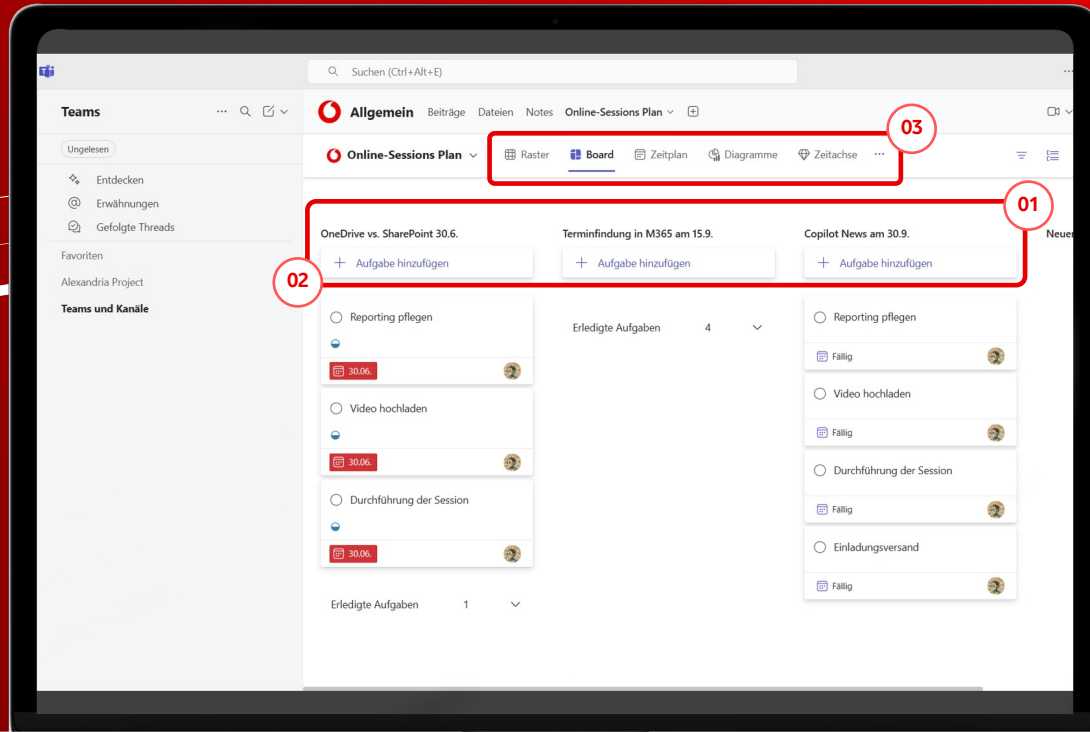 Suchen (Ctrl+Alt+E)
Teams
Ungelesen
Entdecken
Erwähnungen
Gefolgte Threads
Favoriten
Alexandria Project
Teams und Kanäle
Allgemein Beiträge Dateien Notes Online-Sessions Plan
03
Online-Sessions Plan Raster Board Zeitplan Diagramme Zeitachse
01
OneDrive vs. SharePoint 30.6. Terminfindung in M365 am 15.9. Copilot News am 30.9.
Aufgabe hinzufügen Aufgabe hinzufügen Aufgabe hinzufügen
02
Reporting pflegen
30.06.
Video hochladen
30.06.
Durchführung der Session
30.06.
Erledigte Aufgaben 1
Erledigte Aufgaben 4
Reporting pflegen
Fällig
Video hochladen
Fällig
Durchführung der Session
Fällig
Einladungsversand
Fällig